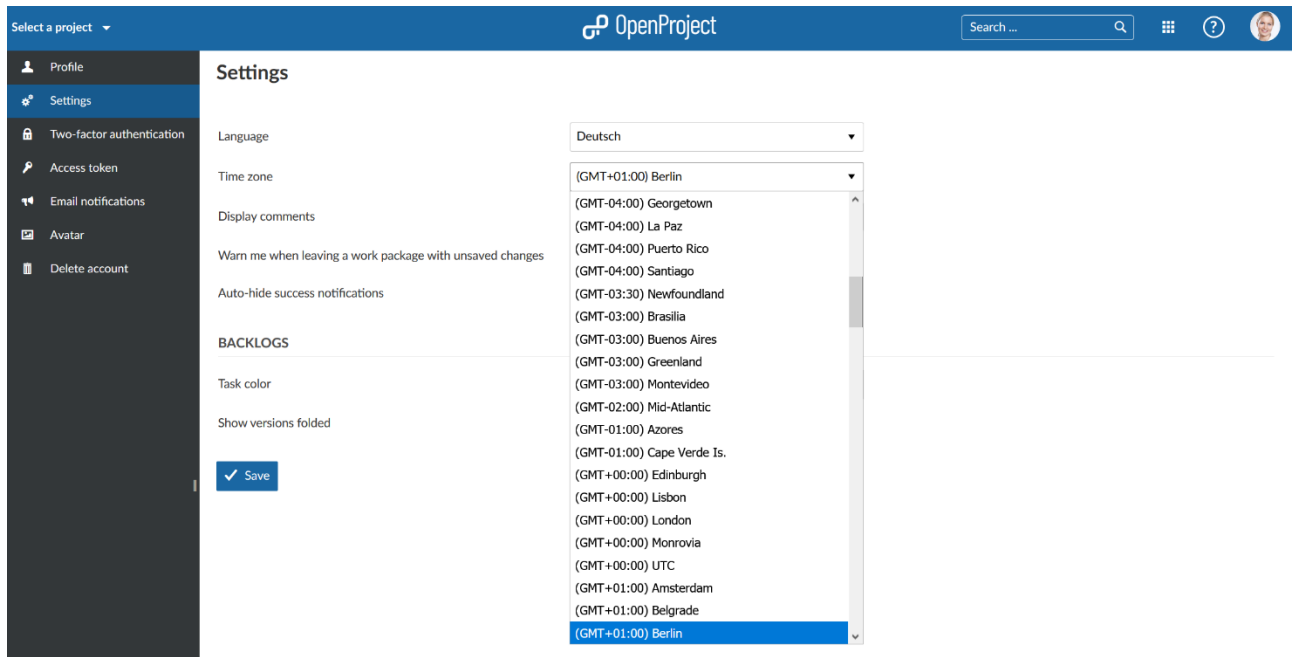 Select a project
OpenProject
Search ...
?
Profile
Settings
Two-factor authentication
Access token
Email notifications
Avatar
Delete account
Settings
Language
Deutsch
Time zone
(GMT+01:00) Berlin
Display comments
Warn me when leaving a work package with unsaved changes
Auto-hide success notifications
BACKLOGS
Task color
Show versions folded
Save
(GMT-04:00) Georgetown
(GMT-04:00) La Paz
(GMT-04:00) Puerto Rico
(GMT-04:00) Santiago
(GMT-03:30) Newfoundland
(GMT-03:00) Brasilia
(GMT-03:00) Buenos Aires
(GMT-03:00) Greenland
(GMT-03:00) Montevideo
(GMT-02:00) Mid-Atlantic
(GMT-01:00) Azores
(GMT-01:00) Cape Verde Is.
(GMT+00:00) Edinburgh
(GMT+00:00) Lisbon
(GMT+00:00) London
(GMT+00:00) Monrovia
(GMT+00:00) UTC
(GMT+01:00) Amsterdam
(GMT+01:00) Belgrade
(GMT+01:00) Berlin